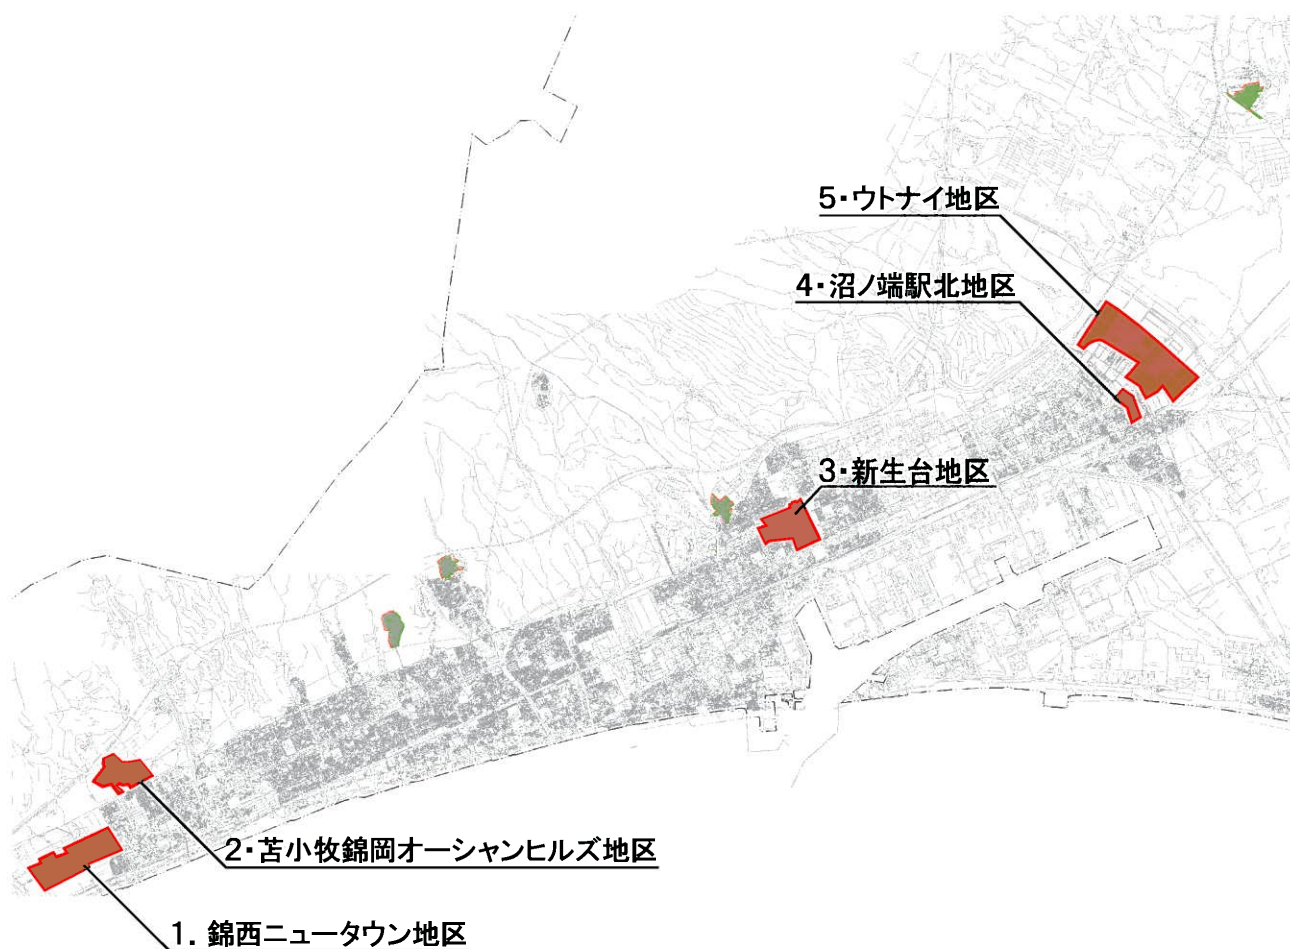 5・ウトナイ地区
4・沼ノ端駅北地区
3・新生台地区
2・苫小牧錦岡オーシャンヒルズ地区
1. 錦西ニュータウン地区